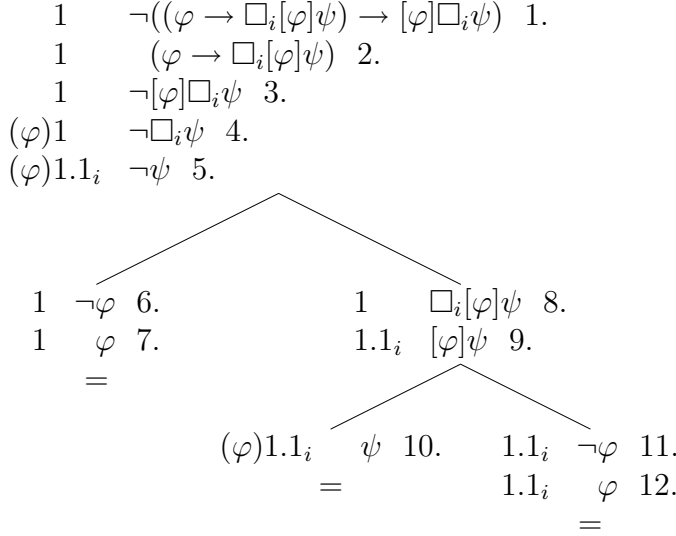 1 ¬((φ → □ᵢ[φ]ψ) → [φ]□ᵢψ) 1.
1 (φ → □ᵢ[φ]ψ) 2.
1 ¬[φ]□ᵢψ 3.
(φ)1 ¬□ᵢψ 4.
(φ)1.1ᵢ ¬ψ 5.
1 ¬φ 6. 1 □ᵢ[φ]ψ 8.
1 φ 7. 1.1ᵢ [φ]ψ 9.
=
(φ)1.1ᵢ ψ 10. 1.1ᵢ ¬φ 11.
= 1.1ᵢ φ 12.
=